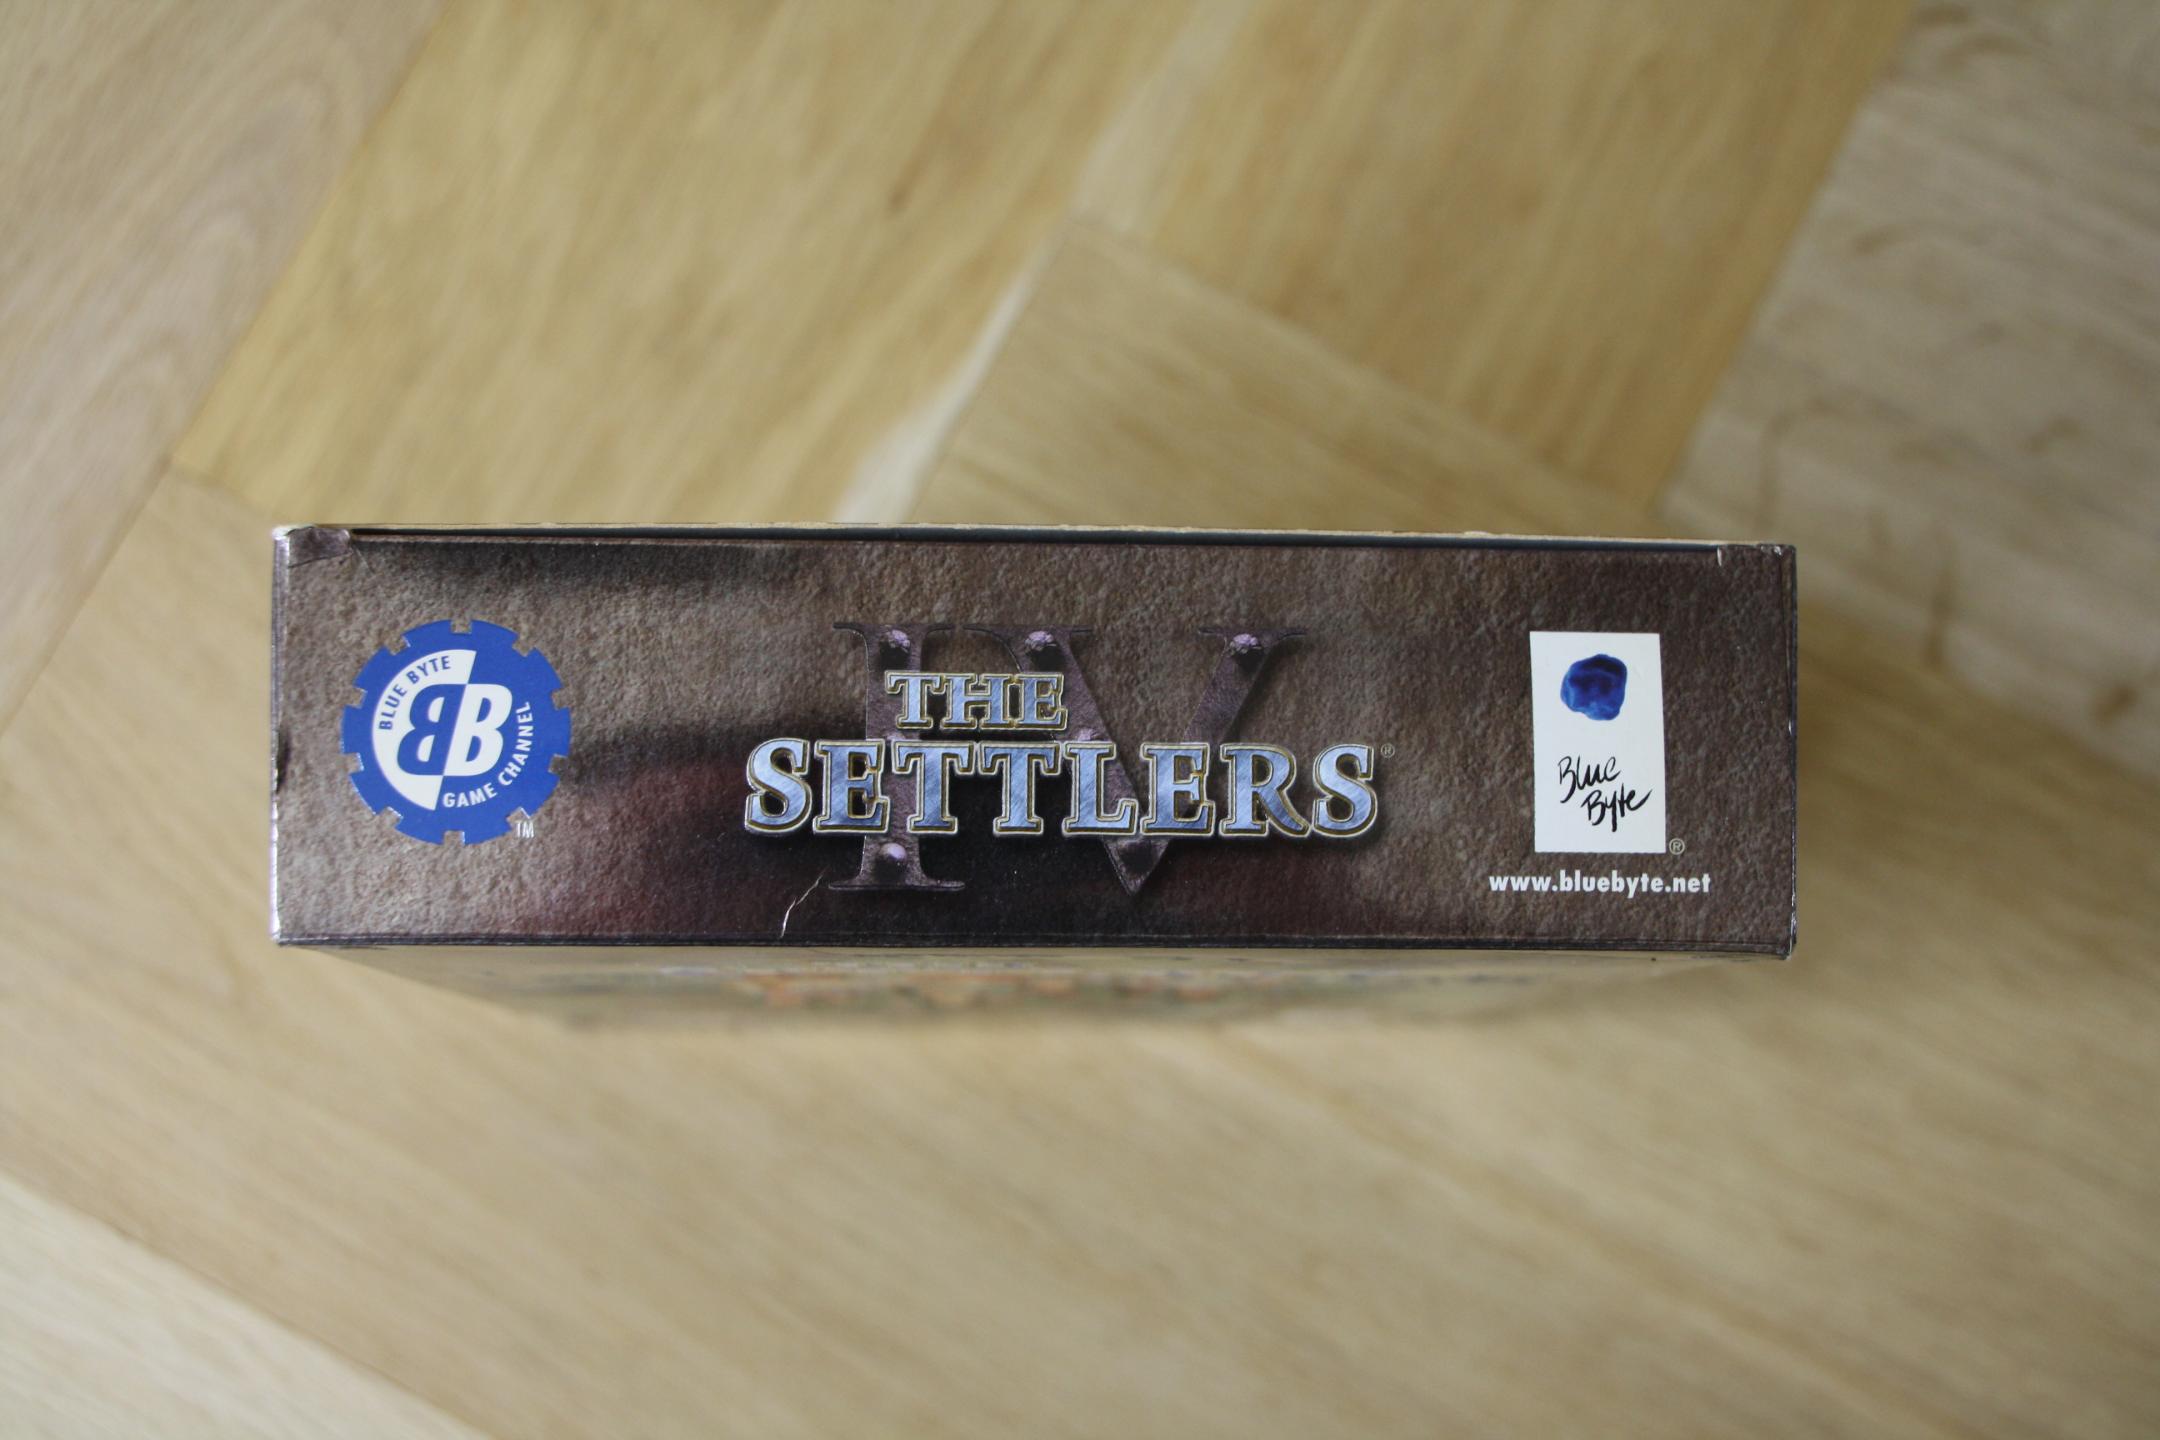 BLUE BYTE
BB
GAME CHANNEL
TM
IV
THE
SETTLERS®
Blue
Byte
®
www.bluebyte.net